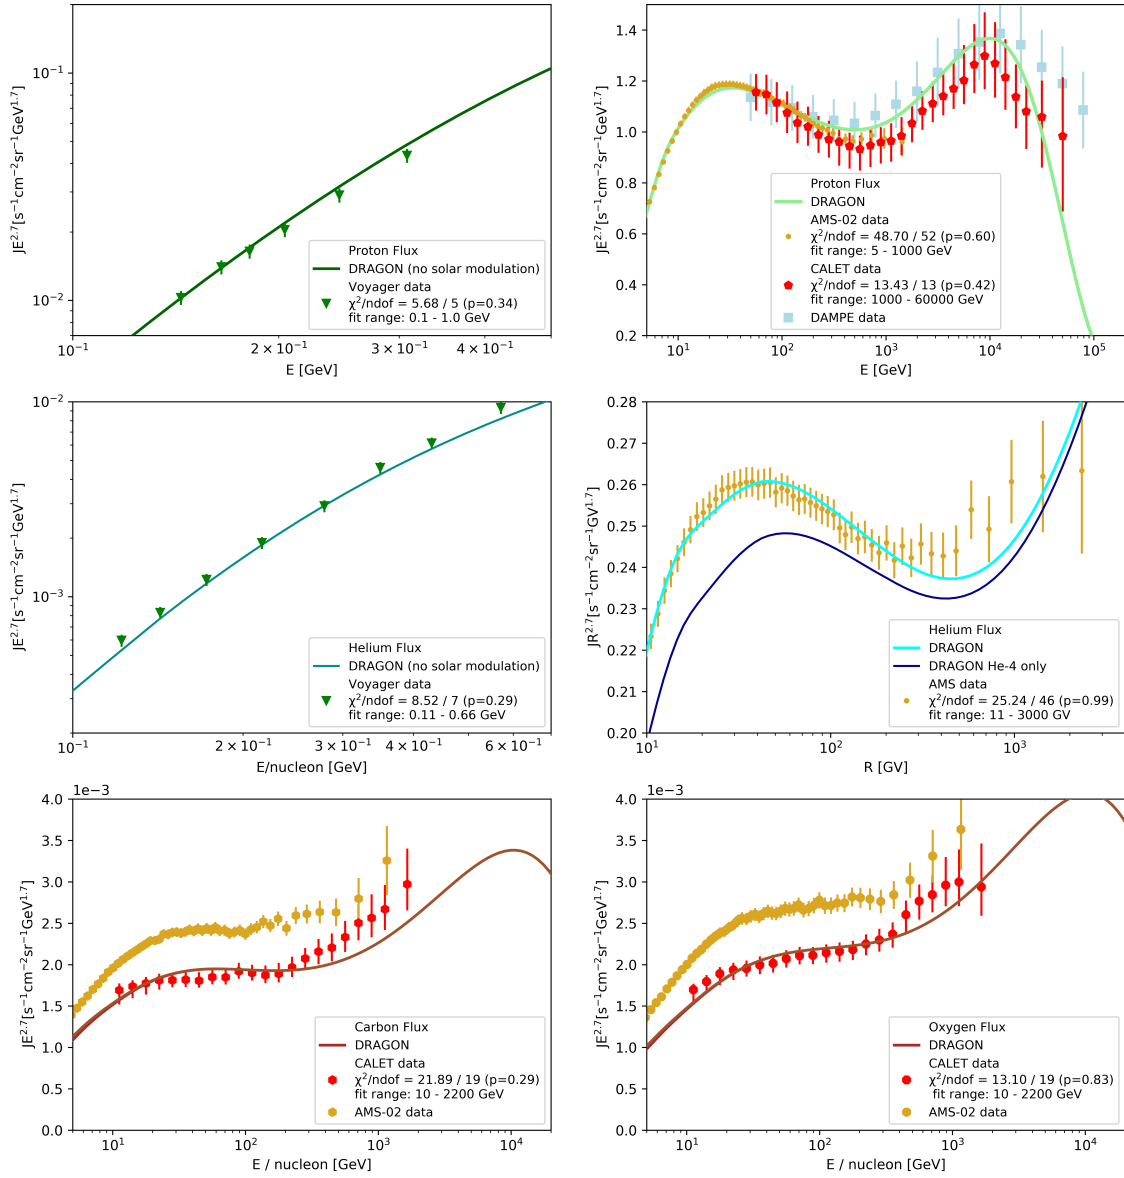 JE^2.7[s^−1cm^−2sr^−1GeV^1.7]
10^−1
10^−2
Proton Flux
DRAGON (no solar modulation)
Voyager data
χ^2/ndof = 5.68 / 5 (p=0.34)
fit range: 0.1 - 1.0 GeV
10^−1
2 × 10^−1
3 × 10^−1
4 × 10^−1
E [GeV]
JE^2.7[s^−1cm^−2sr^−1GeV^1.7]
1.4
1.2
1.0
0.8
0.6
0.4
0.2
Proton Flux
DRAGON
AMS-02 data
χ^2/ndof = 48.70 / 52 (p=0.60)
fit range: 5 - 1000 GeV
CALET data
χ^2/ndof = 13.43 / 13 (p=0.42)
fit range: 1000 - 60000 GeV
DAMPE data
10^1
10^2
10^3
10^4
10^5
E [GeV]
JE^2.7[s^−1cm^−2sr^−1GeV^1.7]
10^−2
10^−3
Helium Flux
DRAGON (no solar modulation)
Voyager data
χ^2/ndof = 8.52 / 7 (p=0.29)
fit range: 0.11 - 0.66 GeV
10^−1
2 × 10^−1
3 × 10^−1
4 × 10^−1
6 × 10^−1
E/nucleon [GeV]
JR^2.7[s^−1cm^−2sr^−1GV^1.7]
0.28
0.27
0.26
0.25
0.24
0.23
0.22
0.21
0.20
Helium Flux
DRAGON
DRAGON He-4 only
AMS data
χ^2/ndof = 25.24 / 46 (p=0.99)
fit range: 11 - 3000 GV
10^1
10^2
10^3
R [GV]
1e−3
JE^2.7[s^−1cm^−2sr^−1GeV^1.7]
4.0
3.5
3.0
2.5
2.0
1.5
1.0
0.5
0.0
Carbon Flux
DRAGON
CALET data
χ^2/ndof = 21.89 / 19 (p=0.29)
fit range: 10 - 2200 GeV
AMS-02 data
10^1
10^2
10^3
10^4
E / nucleon [GeV]
1e−3
JE^2.7[s^−1cm^−2sr^−1GeV^1.7]
4.0
3.5
3.0
2.5
2.0
1.5
1.0
0.5
0.0
Oxygen Flux
DRAGON
CALET data
χ^2/ndof = 13.10 / 19 (p=0.83)
fit range: 10 - 2200 GeV
AMS-02 data
10^1
10^2
10^3
10^4
E / nucleon [GeV]